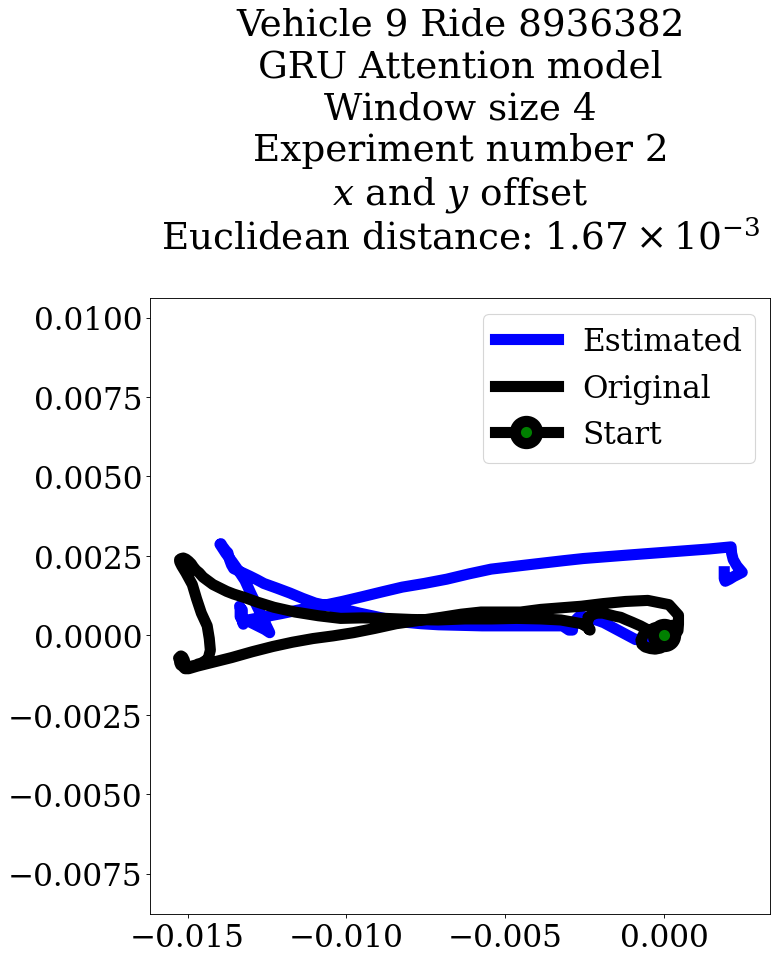 Vehicle 9 Ride 8936382
GRU Attention model
Window size 4
Experiment number 2
x and y offset
Euclidean distance: 1.67 × 10⁻³
0.0100
0.0075
0.0050
0.0025
0.0000
−0.0025
−0.0050
−0.0075
Estimated
Original
Start
−0.015
−0.010
−0.005
0.000